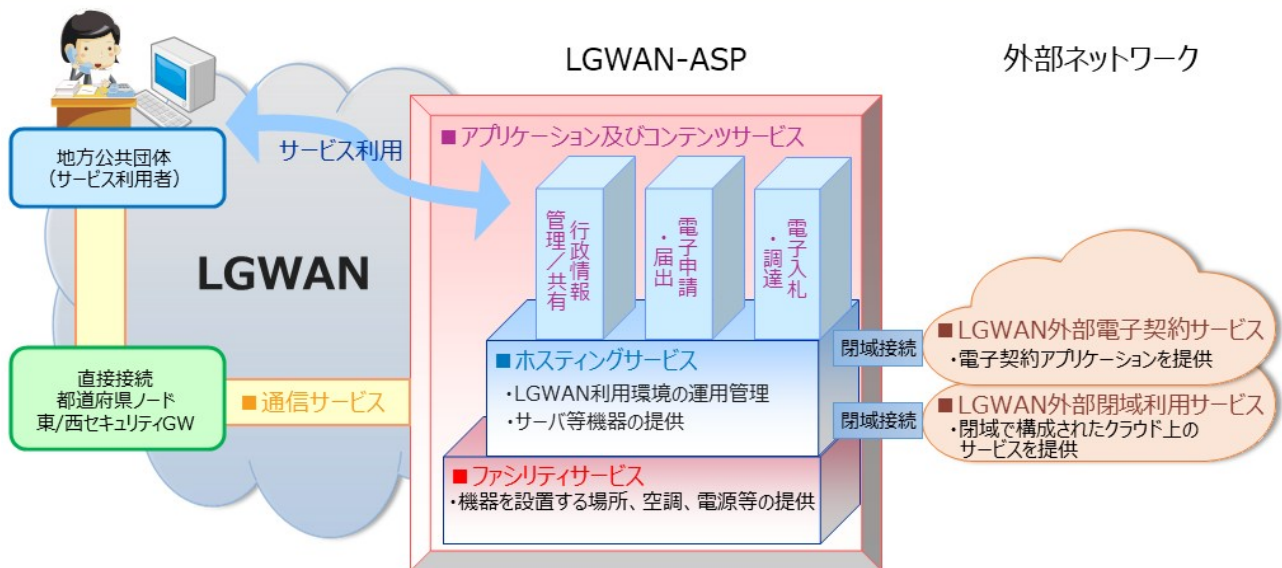 LGWAN-ASP
外部ネットワーク
地方公共団体
（サービス利用者）
サービス利用
LGWAN
直接接続
都道府県ノード
東/西セキュリティGW
■通信サービス
■アプリケーション及びコンテンツサービス
行政情報
管理／共有
電子申請
・届出
電子入札
・調達
■ホスティングサービス
・LGWAN利用環境の運用管理
・サーバ等機器の提供
■ファシリティサービス
・機器を設置する場所、空調、電源等の提供
閉域接続
■LGWAN外部電子契約サービス
・電子契約アプリケーションを提供
閉域接続
■LGWAN外部閉域利用サービス
・閉域で構成されたクラウド上の
サービスを提供